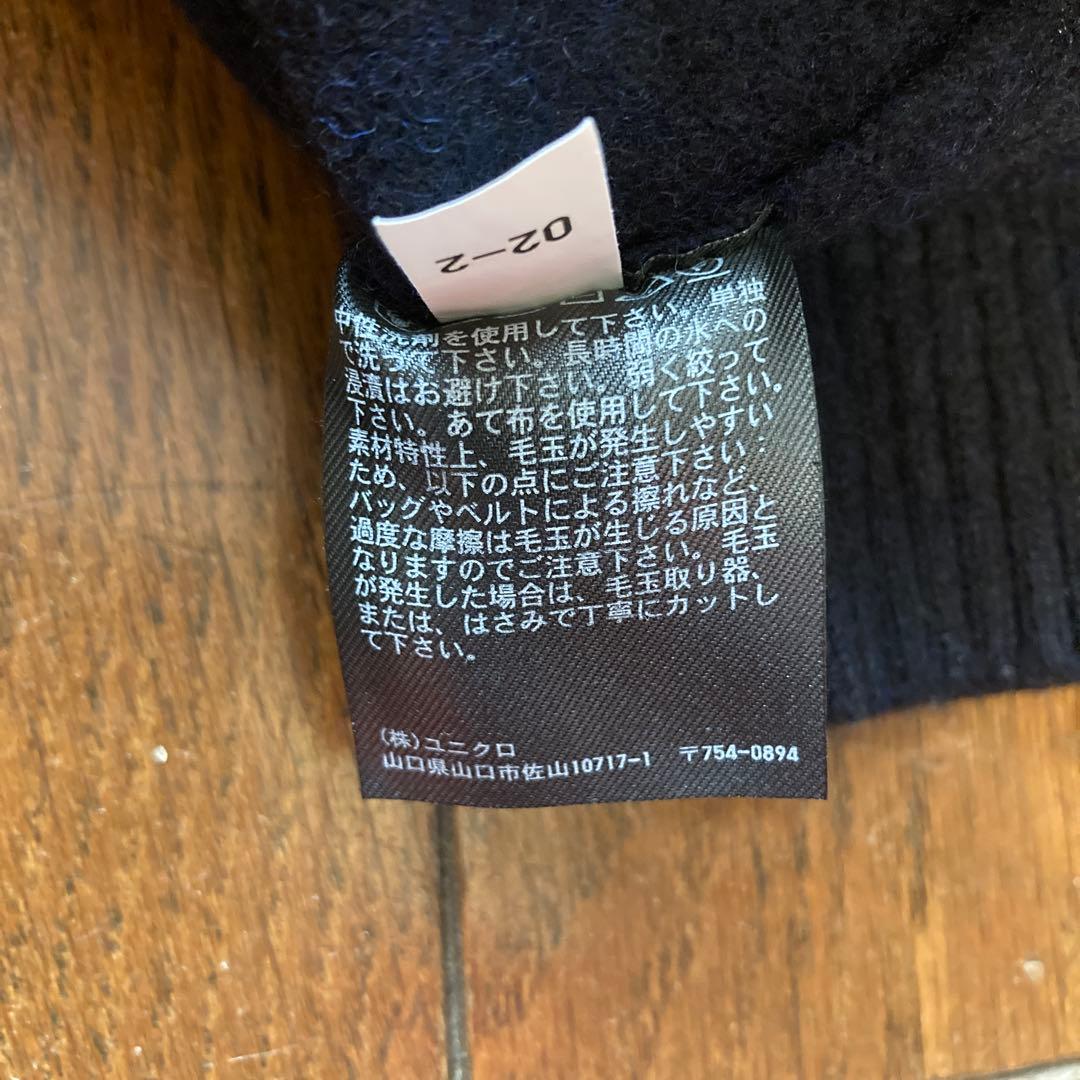 02-2
中性洗剤を使用して下さい。単独
で洗って下さい。長時間の水への
浸漬はお避け下さい。弱く絞って
下さい。あて布を使用して下さい。
素材特性上、毛玉が発生しやすい
ため、以下の点にご注意下さい：
バッグやベルトによる擦れなど、
過度な摩擦は毛玉が生じる原因と
なりますのでご注意下さい。毛玉
が発生した場合は、毛玉取り器、
または、はさみで丁寧にカットし
て下さい。
(株)ユニクロ
山口県山口市佐山10717-1 〒754-0894